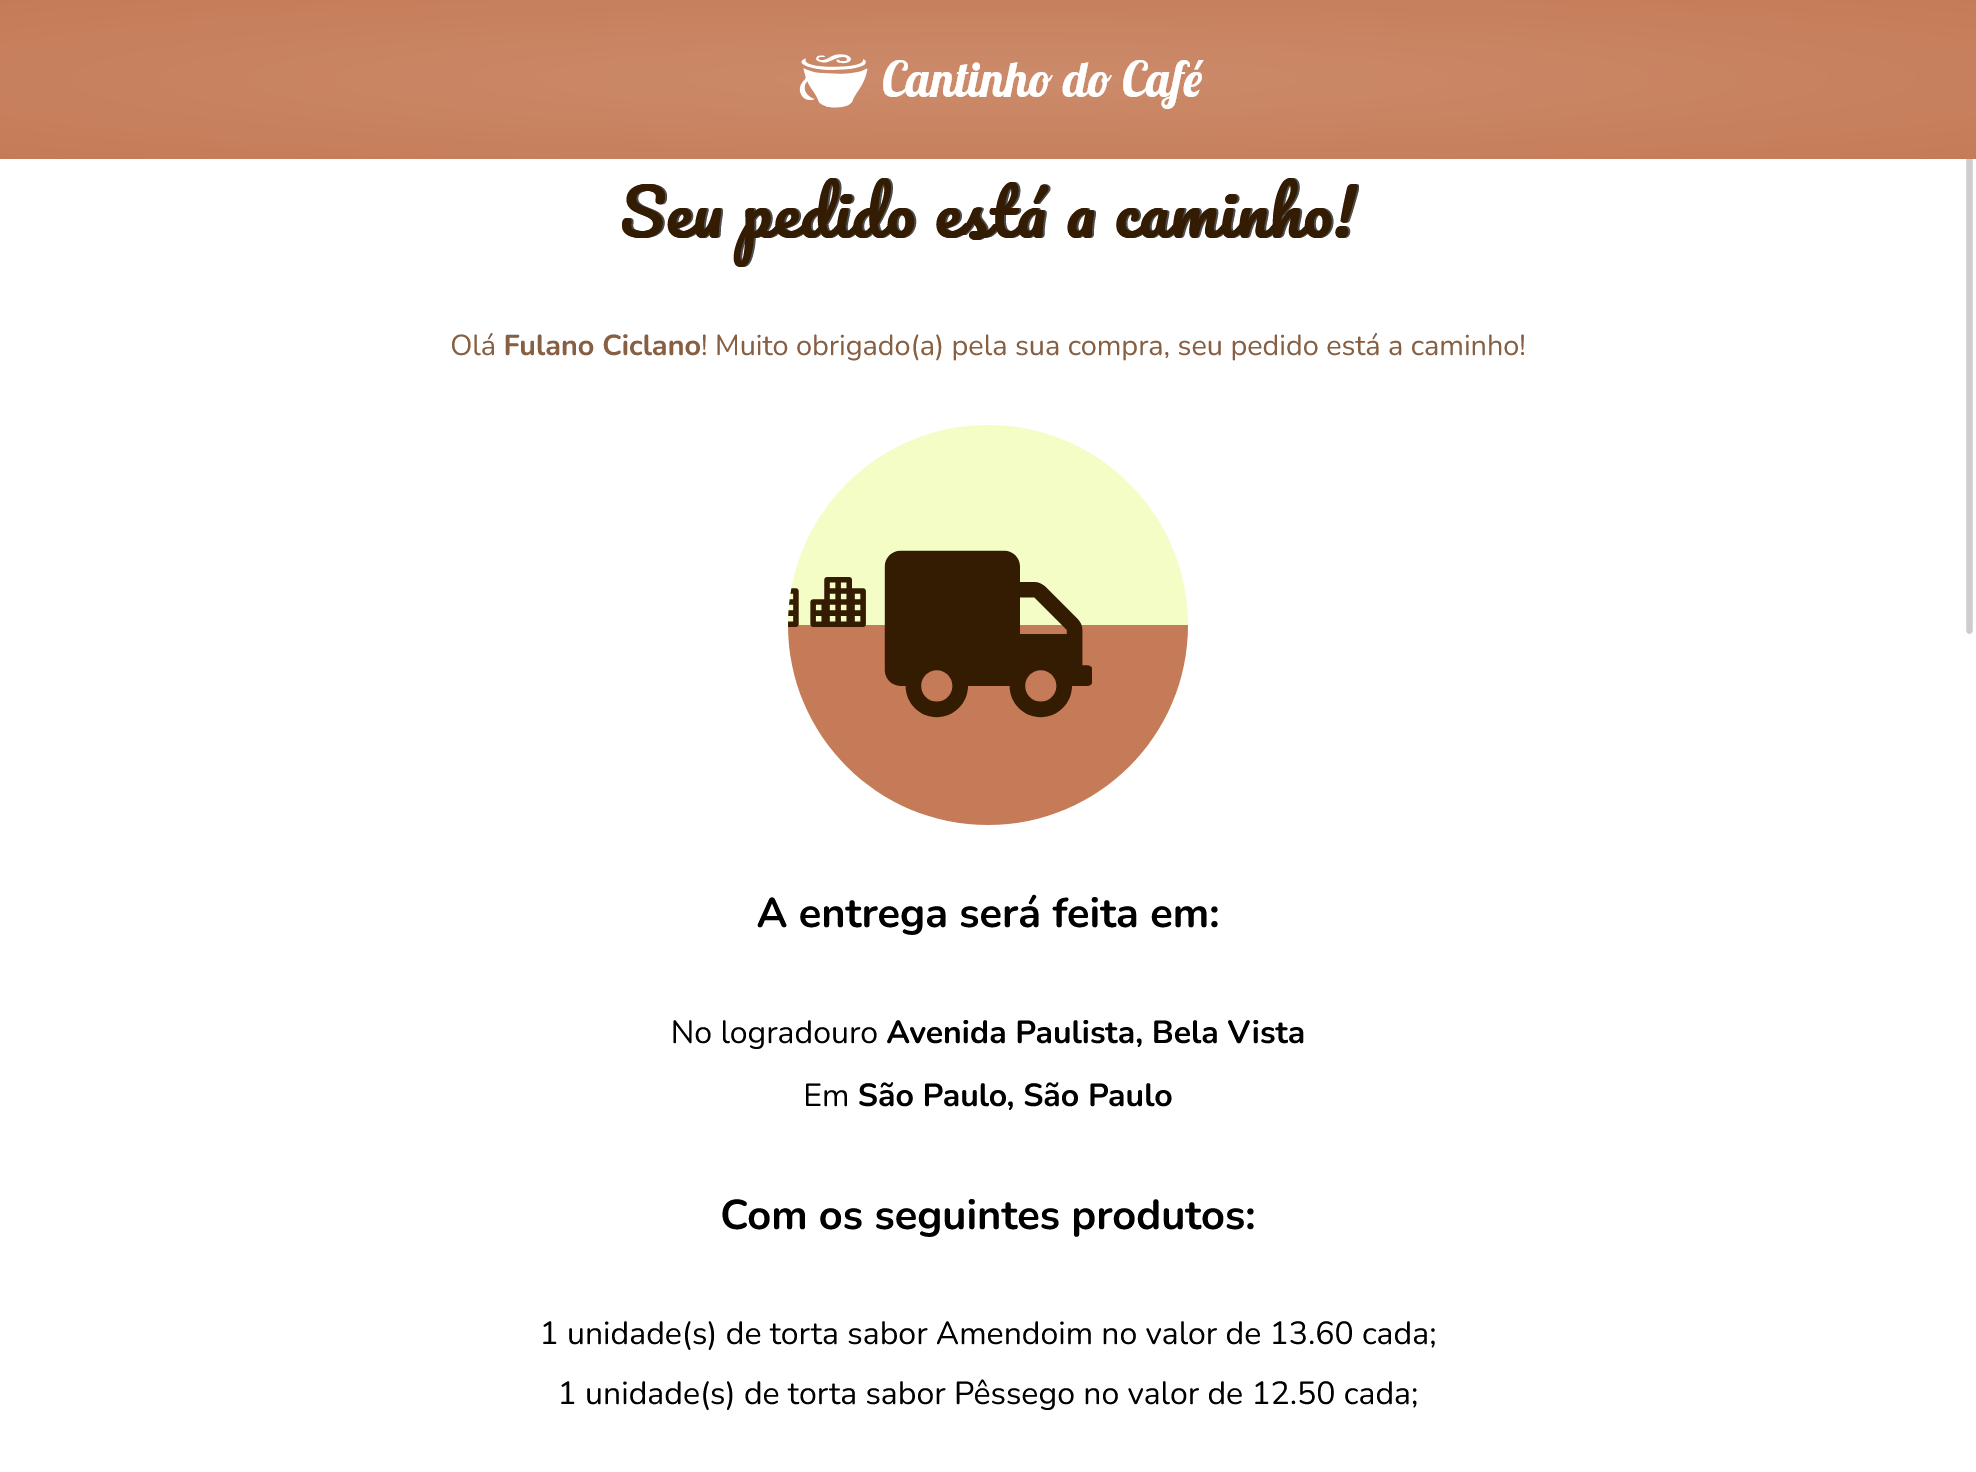 Cantinho do Café
Seu pedido está a caminho!
Olá Fulano Ciclano! Muito obrigado(a) pela sua compra, seu pedido está a caminho!
A entrega será feita em:
No logradouro Avenida Paulista, Bela Vista
Em São Paulo, São Paulo
Com os seguintes produtos:
1 unidade(s) de torta sabor Amendoim no valor de 13.60 cada;
1 unidade(s) de torta sabor Pêssego no valor de 12.50 cada;